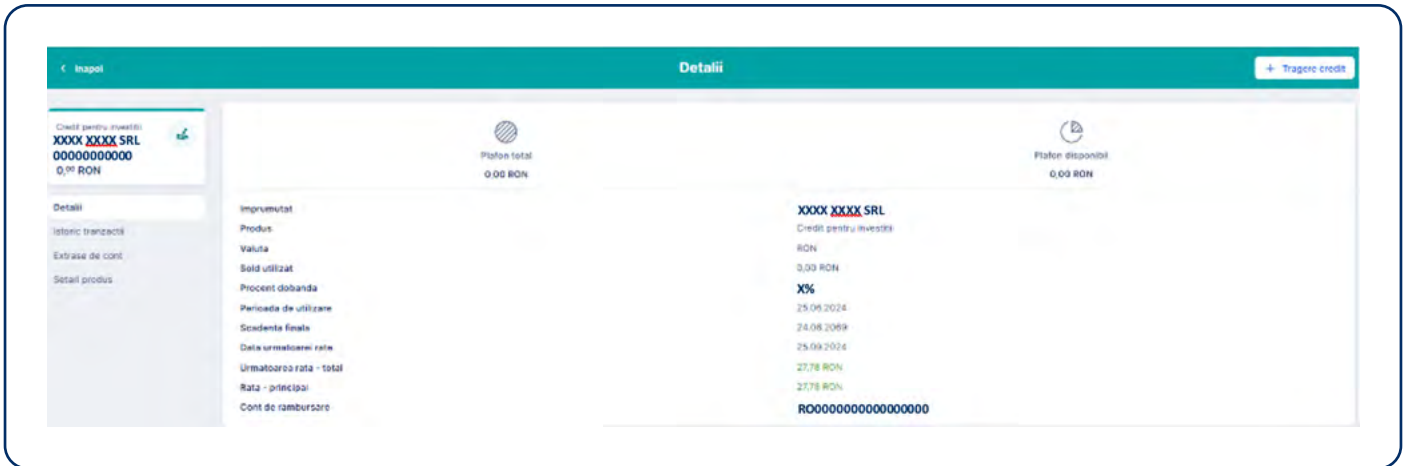 Inapoi
Detalii
+ Tragere credit
Credit pentru investitii
XXXX XXXX SRL
00000000000
0,00 RON
Detalii
Istoric tranzactii
Extrase de cont
Setari produs
Plafon total
0,00 RON
Plafon disponibil
0,00 RON
Imprumutat XXXX XXXX SRL
Produs Credit pentru investitii
Valuta RON
Sold utilizat 0,00 RON
Procent dobanda X%
Perioada de utilizare 25.06.2024
Scadenta finala 24.08.2069
Data urmatoarei rate 25.09.2024
Urmatoarea rata - total 27,78 RON
Rata - principal 27,78 RON
Cont de rambursare RO0000000000000000